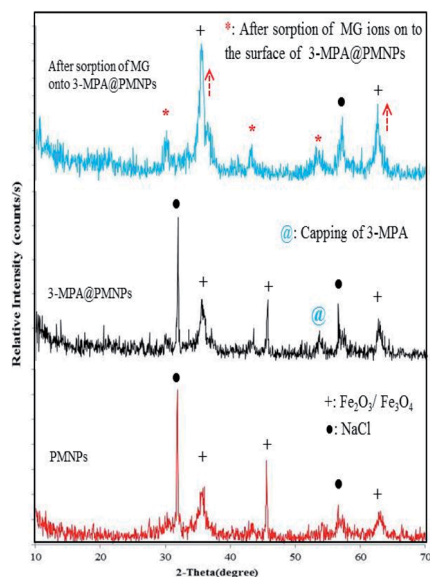 *: After sorption of MG ions on to
the surface of 3-MPA@PMNPs
After sorption of MG
onto 3-MPA@PMNPs
+
+
*
*
*
●
@: Capping of 3-MPA
3-MPA@PMNPs
●
+
+
@
●
+
+: Fe₂O₃/ Fe₃O₄
●: NaCl
PMNPs
●
+
+
●
+
Relative Intensity (counts/s)
10 20 30 40 50 60 70
2-Theta(degree)